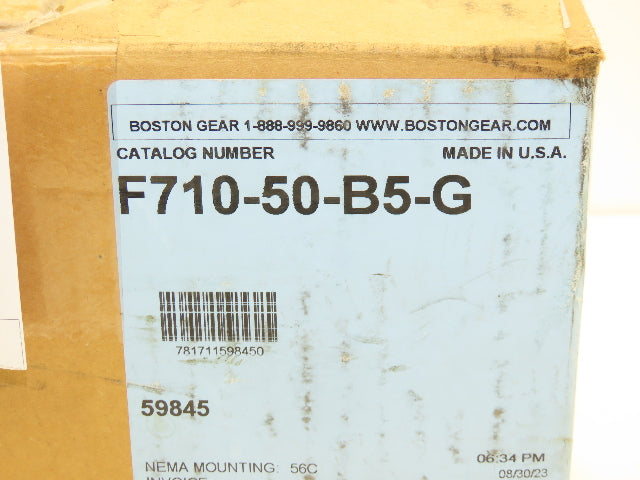 BOSTON GEAR 1-888-999-9860 WWW.BOSTONGEAR.COM
CATALOG NUMBER MADE IN U.S.A.
F710-50-B5-G
781711598450
59845
06:34 PM
NEMA MOUNTING: 56C 08/30/23
INVOICE